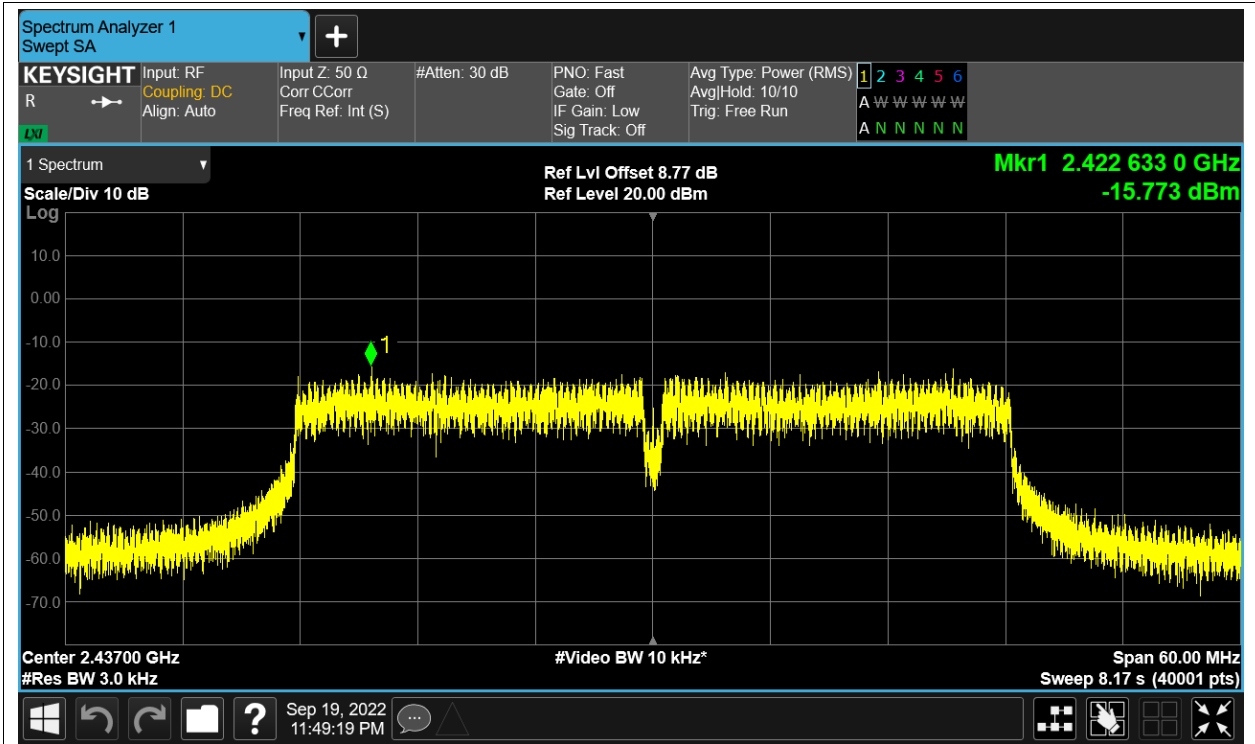 Spectrum Analyzer 1
Swept SA
+
KEYSIGHT
R
LXI
Input: RF
Coupling: DC
Align: Auto
Input Z: 50 Ω
Corr CCorr
Freq Ref: Int (S)
#Atten: 30 dB
PNO: Fast
Gate: Off
IF Gain: Low
Sig Track: Off
Avg Type: Power (RMS)
Avg|Hold: 10/10
Trig: Free Run
1 2 3 4 5 6
A W W W W W
A N N N N N
1 Spectrum
Scale/Div 10 dB
Log
Ref Lvl Offset 8.77 dB
Ref Level 20.00 dBm
Mkr1 2.422 633 0 GHz
-15.773 dBm
10.0
0.00
-10.0
-20.0
-30.0
-40.0
-50.0
-60.0
-70.0
1
Center 2.43700 GHz
#Res BW 3.0 kHz
#Video BW 10 kHz*
Span 60.00 MHz
Sweep 8.17 s (40001 pts)
?
Sep 19, 2022
11:49:19 PM